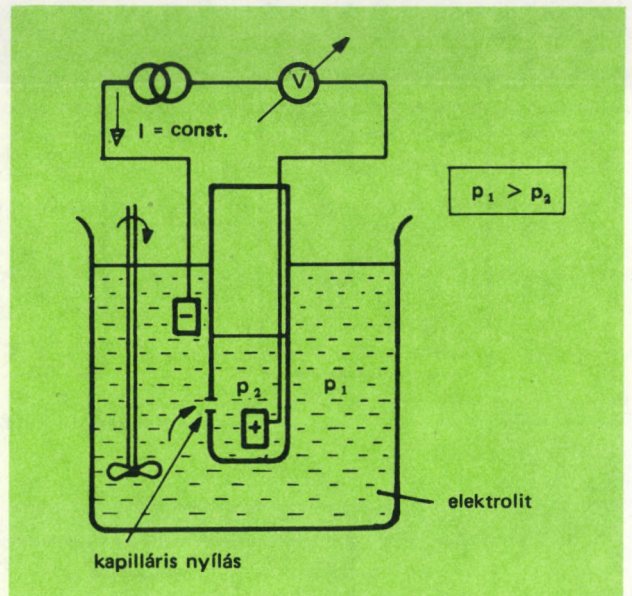 V
I = const.
p₁ > p₂
−
p₂
p₁
+
elektrolit
kapilláris nyílás